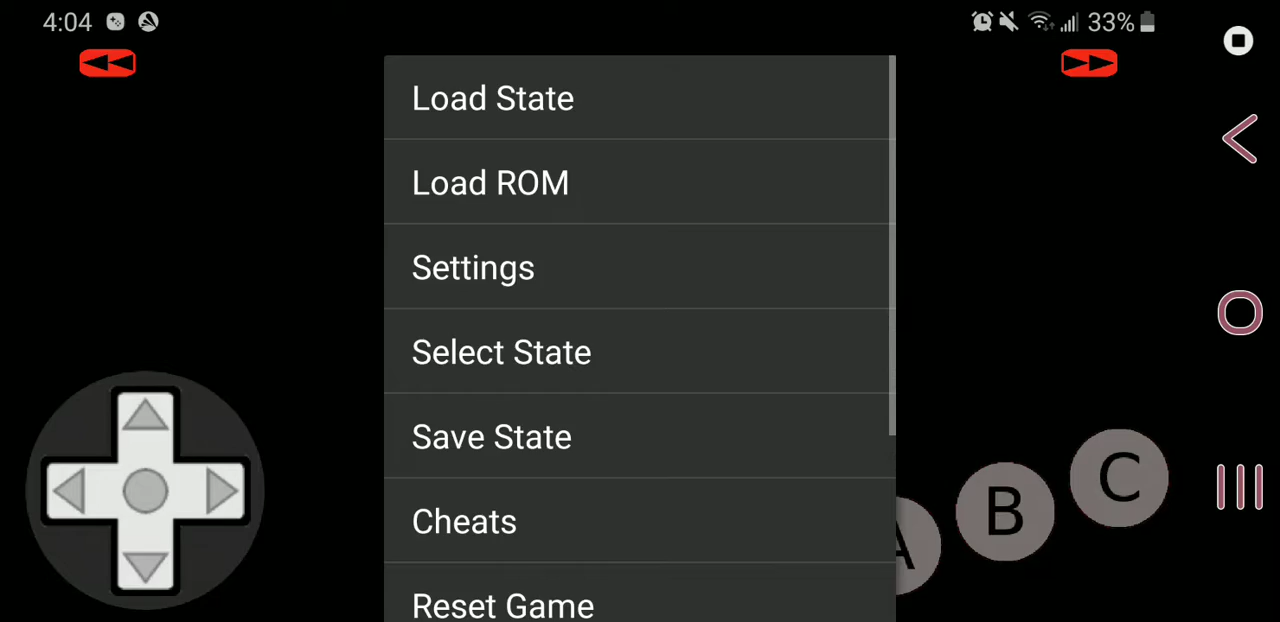 4:04
33%
Load State
Load ROM
Settings
Select State
Save State
Cheats
Reset Game
A
B
C